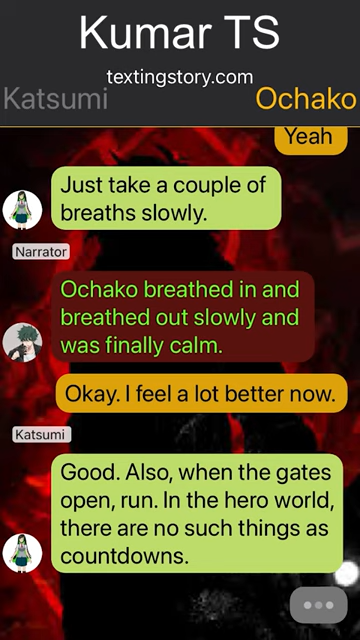 Kumar TS
textingstory.com
Katsumi
Ochako
Yeah
Just take a couple of
breaths slowly.
Narrator
Ochako breathed in and
breathed out slowly and
was finally calm.
Okay. I feel a lot better now.
Katsumi
Good. Also, when the gates
open, run. In the hero world,
there are no such things as
countdowns.